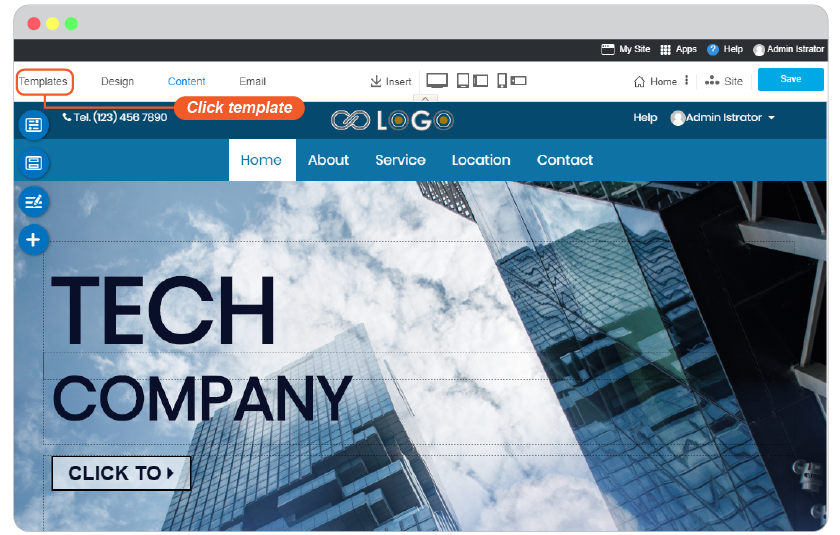 My Site Apps ? Help Admin Istrator
Templates Design Content Email Insert Home Site Save
Click template
Tel. (123) 456 7890 LOGO Help Admin Istrator
Home About Service Location Contact
TECH
COMPANY
CLICK TO